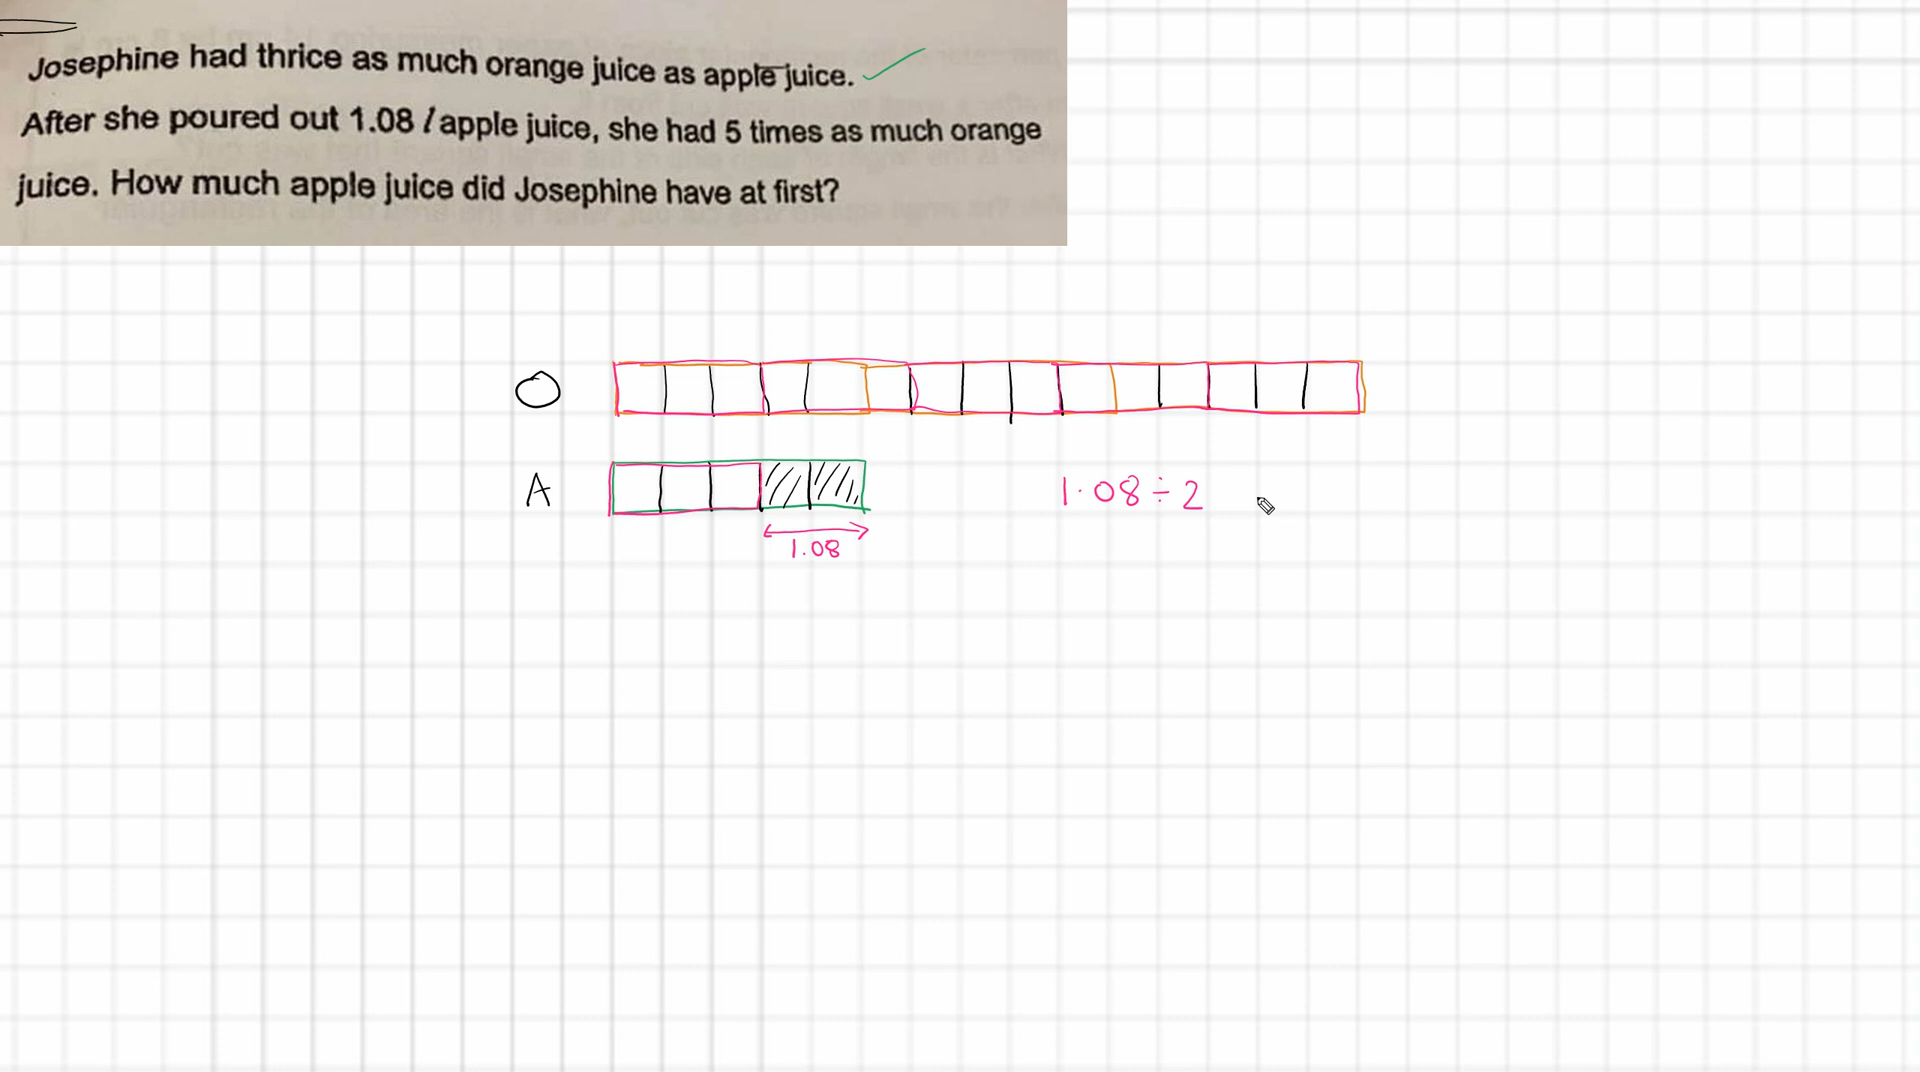 Josephine had thrice as much orange juice as apple juice.
After she poured out 1.08 l apple juice, she had 5 times as much orange
juice. How much apple juice did Josephine have at first?
O
A
1.08÷2
1.08